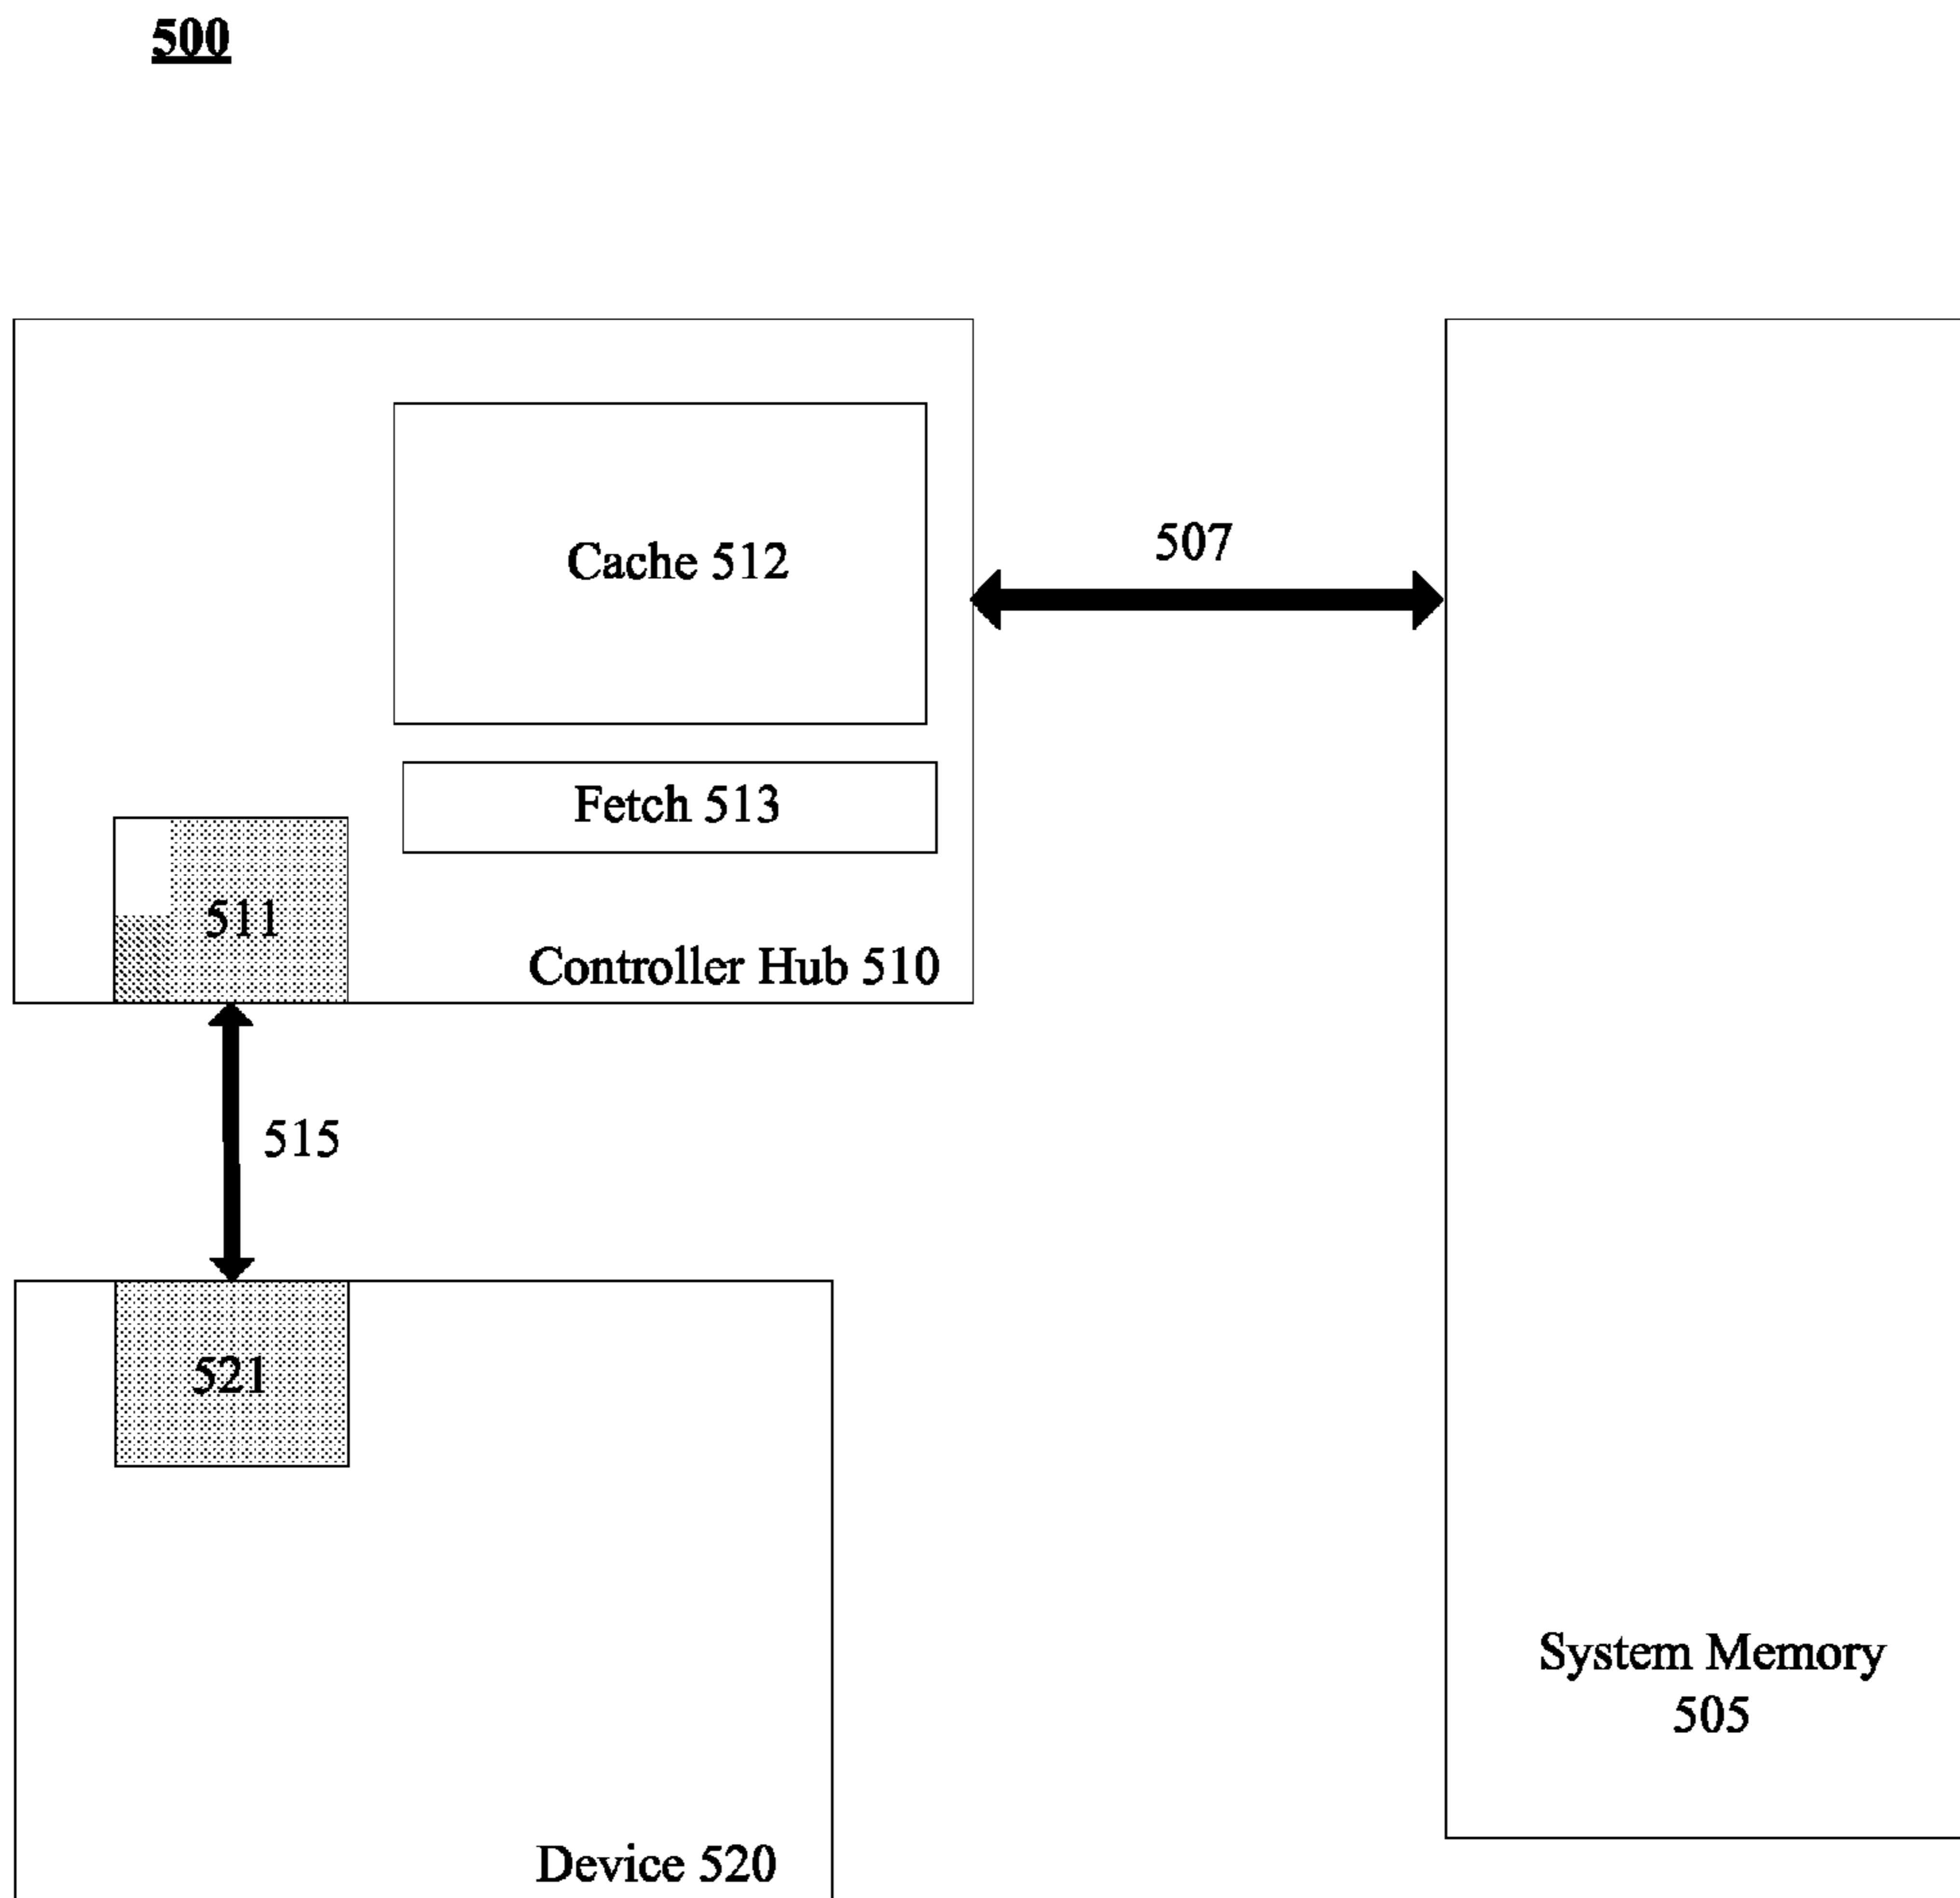 500
Cache 512
507
Fetch 513
511
Controller Hub 510
515
521
System Memory
505
Device 520